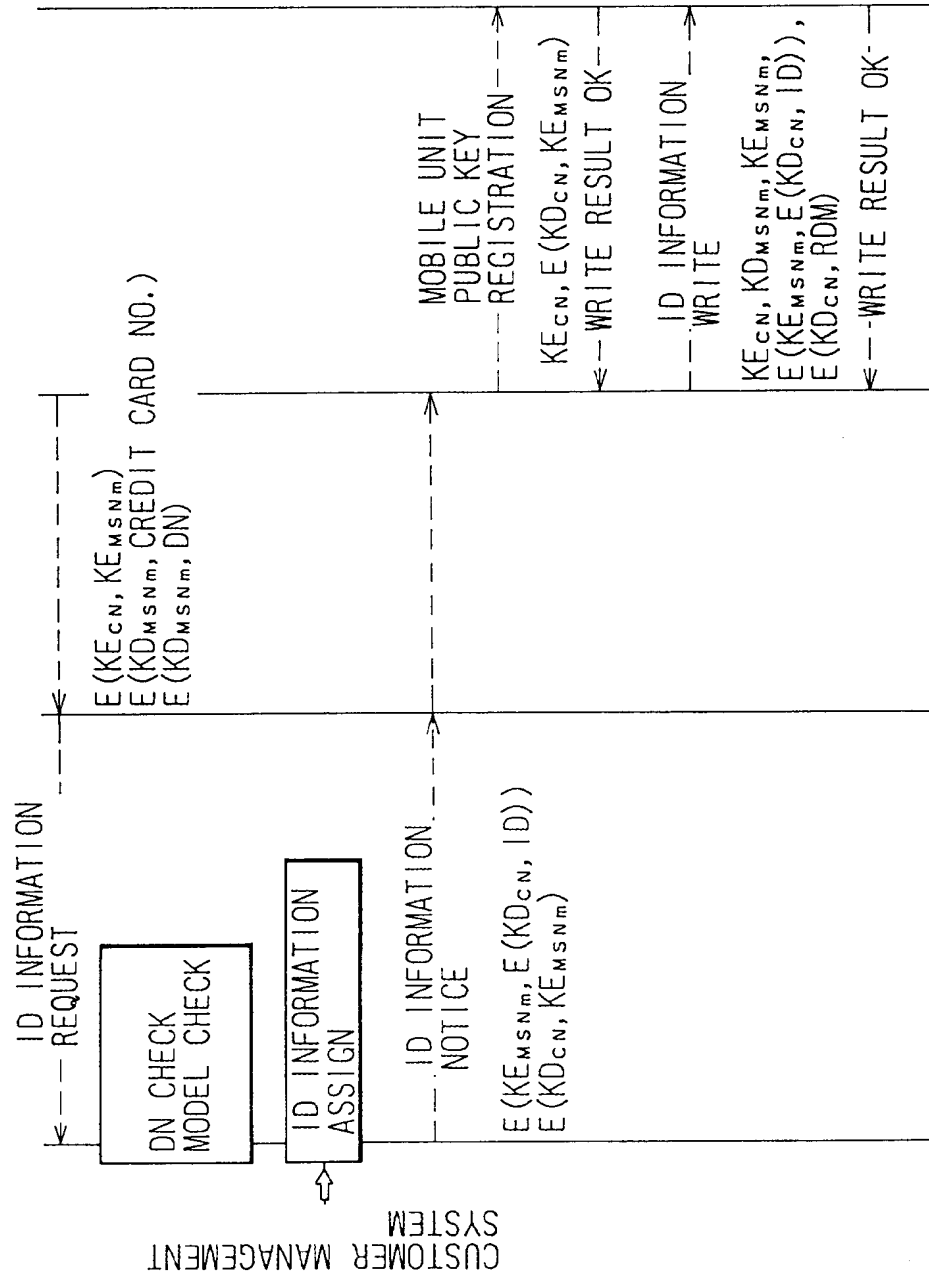 ID INFORMATION
REQUEST
E(KECN, KEMSNm)
E(KDMSNm, CREDIT CARD NO.)
E(KDMSNm, DN)
DN CHECK
MODEL CHECK
CUSTOMER MANAGEMENT
SYSTEM
ID INFORMATION
ASSIGN
ID INFORMATION
NOTICE
E(KEMSNm, E(KDCN, ID))
E(KDCN, KEMSNm)
MOBILE UNIT
PUBLIC KEY
REGISTRATION
KECN, E(KDCN, KEMSNm)
WRITE RESULT OK
ID INFORMATION
WRITE
KECN, KDMSNm, KEMSNm,
E(KEMSNm, E(KDCN, ID)),
E(KDCN, RDM)
WRITE RESULT OK